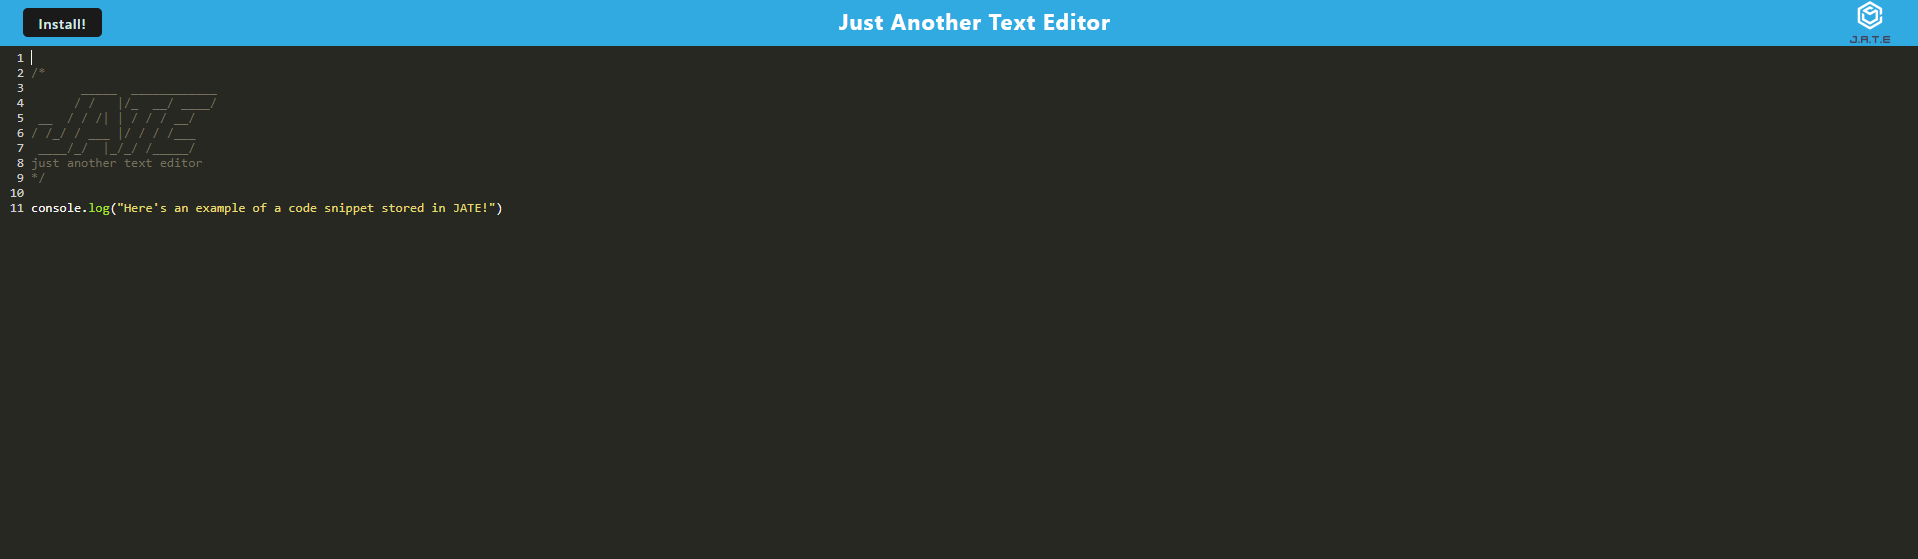 Install!
Just Another Text Editor
J.A.T.E
1
2 /*
3        _____  ____________
4       / /   |/_  __/ ____/
5  __  / / /| | / / / __/
6 / /_/ / ___ |/ / / /___
7  ____/_/  |_/_/ /_____/
8 just another text editor
9 */
10
11 console.log("Here's an example of a code snippet stored in JATE!")